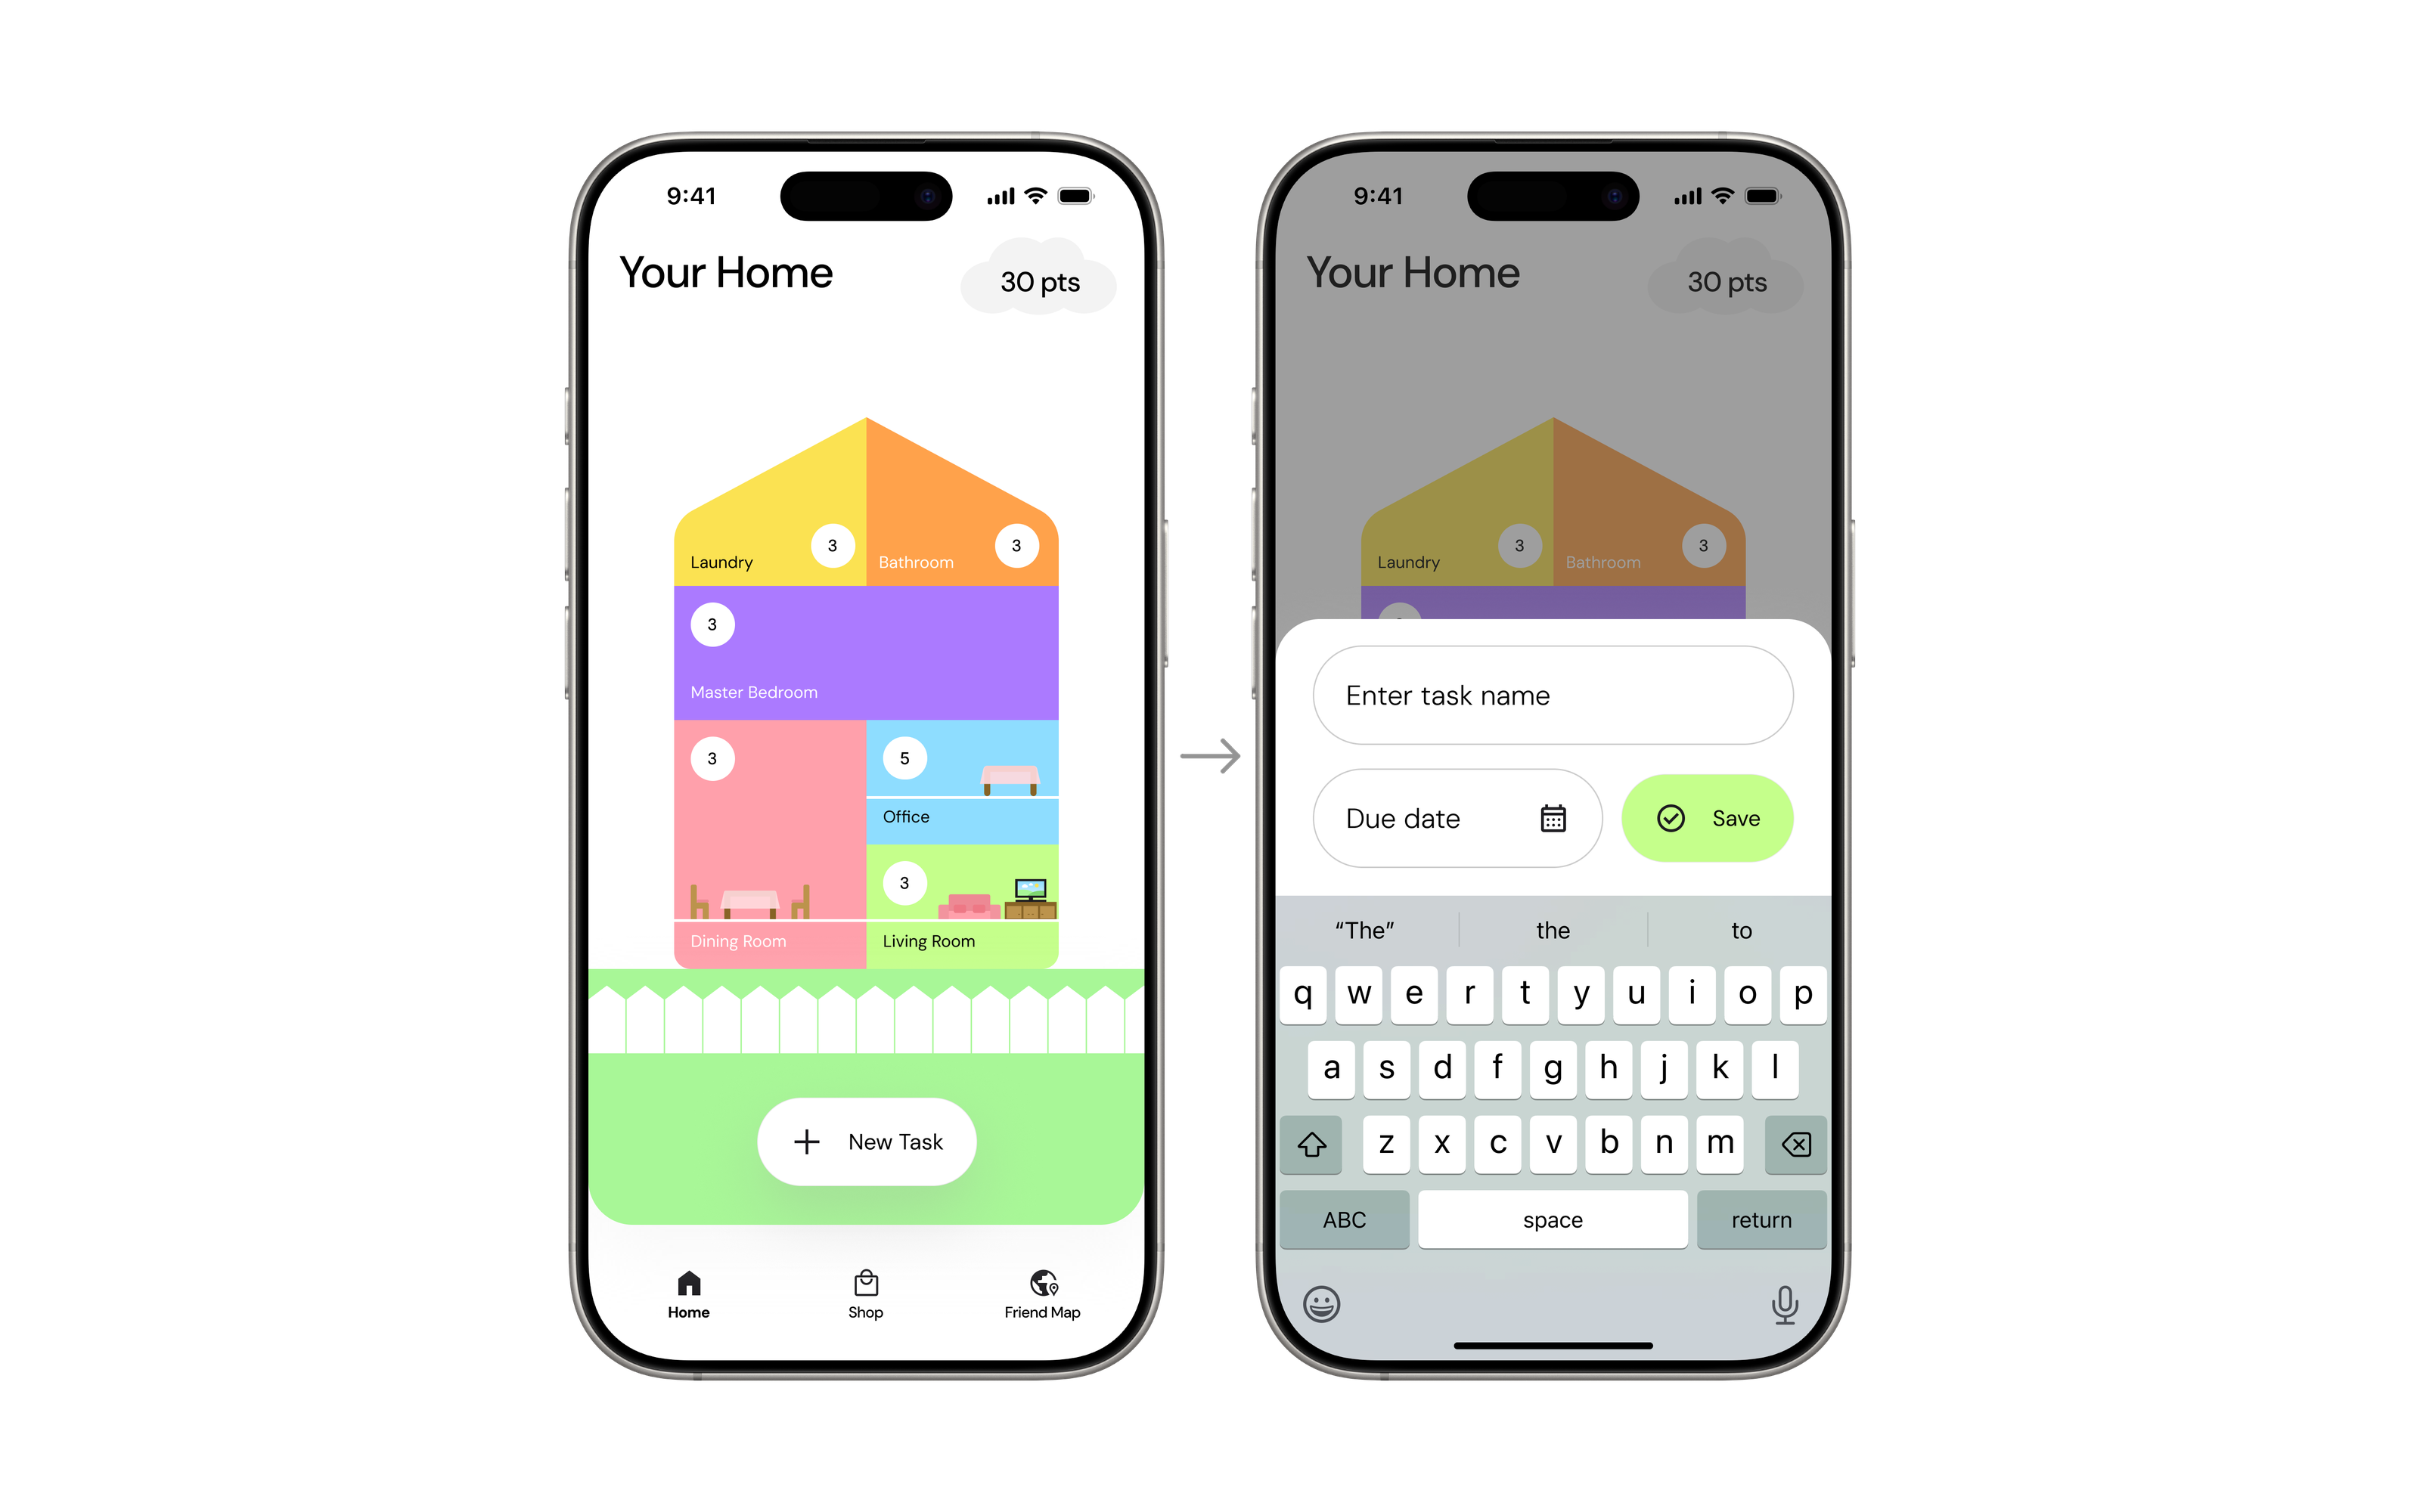 9:41
Your Home
30 pts
3
3
Laundry
Bathroom
3
Master Bedroom
3
5
Office
3
Dining Room
Living Room
New Task
Home
Shop
Friend Map
9:41
Your Home
30 pts
3
3
Laundry
Bathroom
Enter task name
Due date
Save
“The”
the
to
q w e r t y u i o p
a s d f g h j k l
z x c v b n m
ABC
space
return